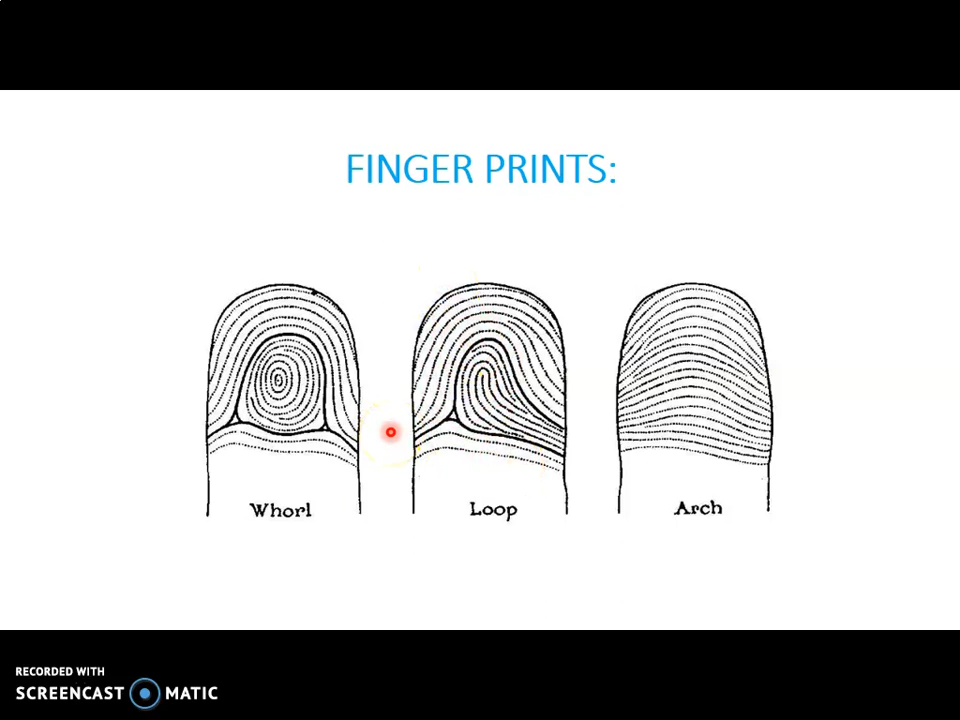 FINGER PRINTS:
Whorl Loop Arch
RECORDED WITH
SCREENCAST MATIC